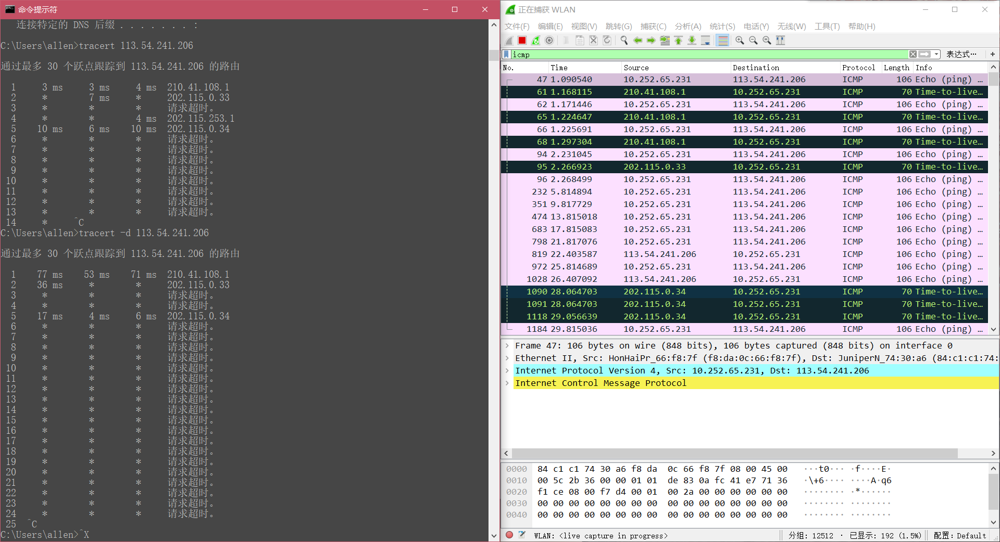 命令提示符
连接特定的 DNS 后缀 . . . . . . . . :
C:\Users\allen>tracert 113.54.241.206
通过最多 30 个跃点跟踪到 113.54.241.206 的路由
1 3 ms 3 ms 4 ms 210.41.108.1
2 * 7 ms * 202.115.0.33
3 * * * 请求超时。
4 * * 4 ms 202.115.253.1
5 10 ms 6 ms 10 ms 202.115.0.34
6 * * * 请求超时。
7 * * * 请求超时。
8 * * * 请求超时。
9 * * * 请求超时。
10 * * * 请求超时。
11 * * * 请求超时。
12 * * * 请求超时。
13 * * * 请求超时。
14 * ^C
C:\Users\allen>tracert -d 113.54.241.206
通过最多 30 个跃点跟踪到 113.54.241.206 的路由
1 77 ms 53 ms 71 ms 210.41.108.1
2 36 ms * * 202.115.0.33
3 * * * 请求超时。
4 * * * 请求超时。
5 17 ms 4 ms 6 ms 202.115.0.34
6 * * * 请求超时。
7 * * * 请求超时。
8 * * * 请求超时。
9 * * * 请求超时。
10 * * * 请求超时。
11 * * * 请求超时。
12 * * * 请求超时。
13 * * * 请求超时。
14 * * * 请求超时。
15 * * * 请求超时。
16 * * * 请求超时。
17 * * * 请求超时。
18 * * * 请求超时。
19 * * * 请求超时。
20 * * * 请求超时。
21 * * * 请求超时。
22 * * * 请求超时。
23 * * * 请求超时。
24 * * * 请求超时。
25 ^C
C:\Users\allen>^X
正在捕获 WLAN
文件(F) 编辑(E) 视图(V) 跳转(G) 捕获(C) 分析(A) 统计(S) 电话(Y) 无线(W) 工具(T) 帮助(H)
icmp 表达式… +
No. Time Source Destination Protocol Length Info
47 1.090540 10.252.65.231 113.54.241.206 ICMP 106 Echo (ping) …
61 1.168115 210.41.108.1 10.252.65.231 ICMP 70 Time-to-live…
62 1.171446 10.252.65.231 113.54.241.206 ICMP 106 Echo (ping) …
65 1.224647 210.41.108.1 10.252.65.231 ICMP 70 Time-to-live…
66 1.225691 10.252.65.231 113.54.241.206 ICMP 106 Echo (ping) …
68 1.297304 210.41.108.1 10.252.65.231 ICMP 70 Time-to-live…
94 2.231045 10.252.65.231 113.54.241.206 ICMP 106 Echo (ping) …
95 2.266923 202.115.0.33 10.252.65.231 ICMP 70 Time-to-live…
96 2.268499 10.252.65.231 113.54.241.206 ICMP 106 Echo (ping) …
232 5.814894 10.252.65.231 113.54.241.206 ICMP 106 Echo (ping) …
351 9.817729 10.252.65.231 113.54.241.206 ICMP 106 Echo (ping) …
474 13.815018 10.252.65.231 113.54.241.206 ICMP 106 Echo (ping) …
683 17.815083 10.252.65.231 113.54.241.206 ICMP 106 Echo (ping) …
798 21.817076 10.252.65.231 113.54.241.206 ICMP 106 Echo (ping) …
819 22.403587 113.54.241.206 10.252.65.231 ICMP 106 Echo (ping) …
972 25.814689 10.252.65.231 113.54.241.206 ICMP 106 Echo (ping) …
1028 26.407092 113.54.241.206 10.252.65.231 ICMP 106 Echo (ping) …
1090 28.064703 202.115.0.34 10.252.65.231 ICMP 70 Time-to-live…
1091 28.064703 202.115.0.34 10.252.65.231 ICMP 70 Time-to-live…
1118 29.056639 202.115.0.34 10.252.65.231 ICMP 70 Time-to-live…
1184 29.815036 10.252.65.231 113.54.241.206 ICMP 106 Echo (ping) …
Frame 47: 106 bytes on wire (848 bits), 106 bytes captured (848 bits) on interface 0
Ethernet II, Src: HonHaiPr_66:f8:7f (f8:da:0c:66:f8:7f), Dst: JuniperN_74:30:a6 (84:c1:c1:74:
Internet Protocol Version 4, Src: 10.252.65.231, Dst: 113.54.241.206
Internet Control Message Protocol
0000 84 c1 c1 74 30 a6 f8 da 0c 66 f8 7f 08 00 45 00 ···t0··· ·f····E·
0010 00 5c 2b 36 00 00 01 01 de 83 0a fc 41 e7 71 36 ·\+6···· ····A·q6
0020 f1 ce 08 00 f7 d4 00 01 00 2a 00 00 00 00 00 00 ········ ·*······
0030 00 00 00 00 00 00 00 00 00 00 00 00 00 00 00 00 ········ ········
0040 00 00 00 00 00 00 00 00 00 00 00 00 00 00 00 00 ········ ········
WLAN: <live capture in progress> 分组: 12512 · 已显示: 192 (1.5%) 配置: Default